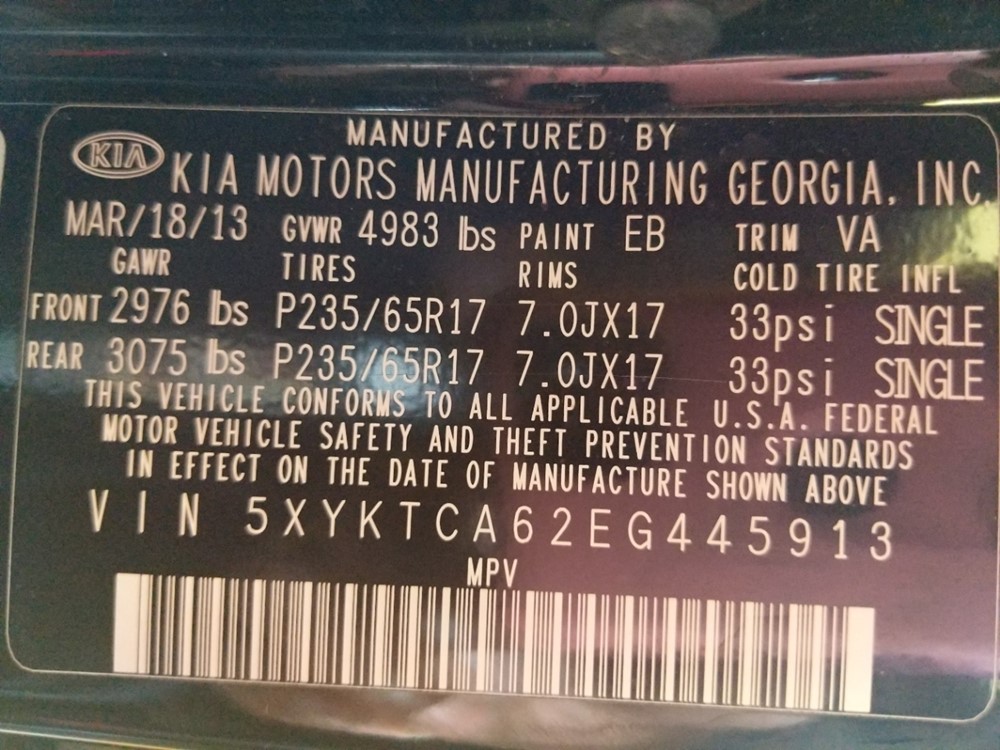 MANUFACTURED BY
KIA KIA MOTORS MANUFACTURING GEORGIA, INC.
MAR/18/13 GVWR 4983 lbs PAINT EB TRIM VA
GAWR TIRES RIMS COLD TIRE INFL
FRONT 2976 lbs P235/65R17 7.0JX17 33psi SINGLE
REAR 3075 lbs P235/65R17 7.0JX17 33psi SINGLE
THIS VEHICLE CONFORMS TO ALL APPLICABLE U.S.A. FEDERAL
MOTOR VEHICLE SAFETY AND THEFT PREVENTION STANDARDS
IN EFFECT ON THE DATE OF MANUFACTURE SHOWN ABOVE
VIN 5XYKTCA62EG445913
MPV